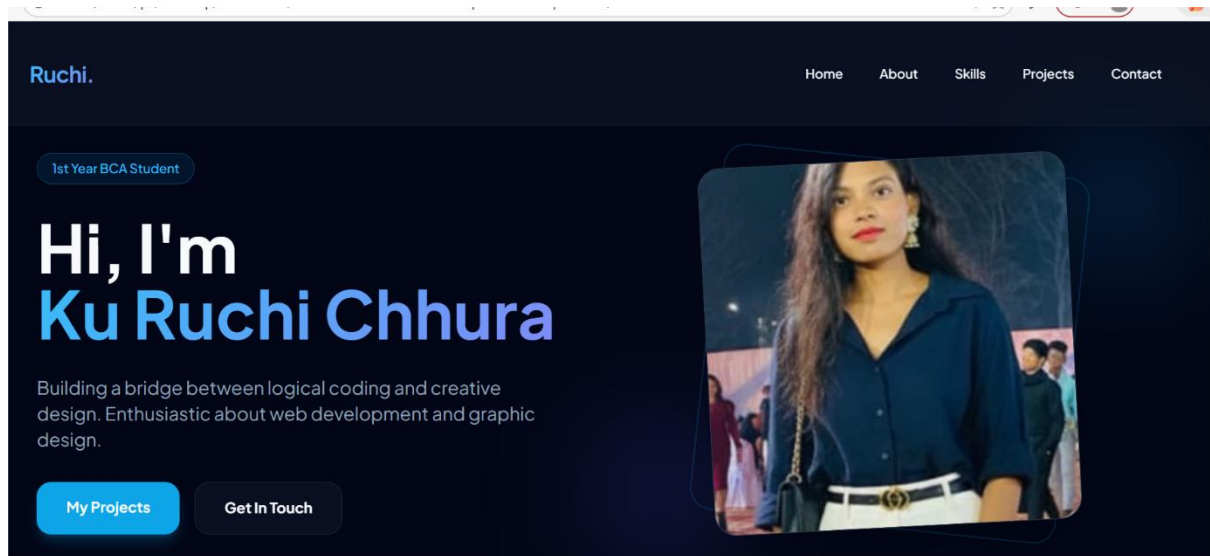 Ruchi.
Home About Skills Projects Contact
1st Year BCA Student
Hi, I'm
Ku Ruchi Chhura
Building a bridge between logical coding and creative
design. Enthusiastic about web development and graphic
design.
My Projects Get In Touch